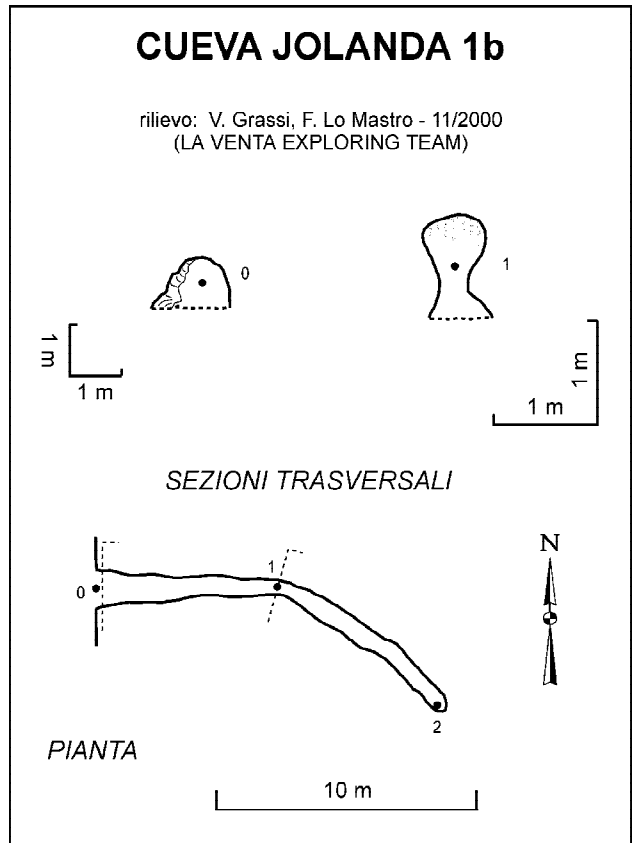 CUEVA JOLANDA 1b
rilievo: V. Grassi, F. Lo Mastro - 11/2000
(LA VENTA EXPLORING TEAM)
0
1
1 m
1 m
1 m
1 m
SEZIONI TRASVERSALI
N
0
1
2
PIANTA
10 m